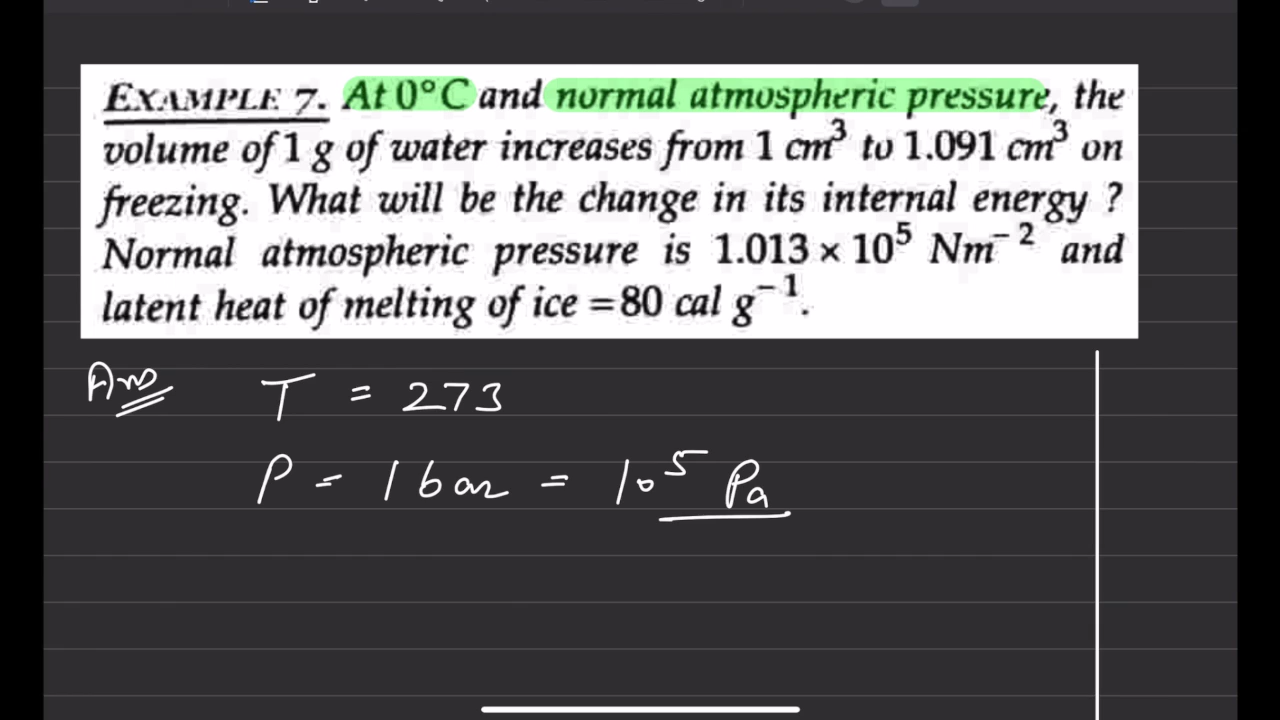 EXAMPLE 7. At 0°C and normal atmospheric pressure, the
volume of 1 g of water increases from 1 cm³ to 1.091 cm³ on
freezing. What will be the change in its internal energy ?
Normal atmospheric pressure is 1.013 × 10⁵ Nm⁻² and
latent heat of melting of ice = 80 cal g⁻¹.
Ans T = 273
P = 1 bar = 10⁵ Pa